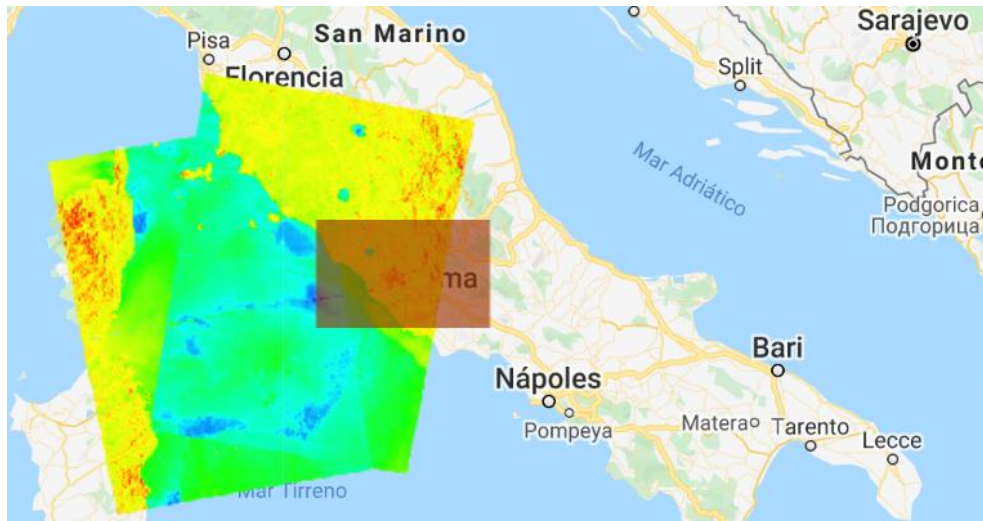 Pisa
San Marino
Florencia
Sarajevo
Split
Mar Adriático
Monte
Podgorica
Подгорица
ma
Bari
Nápoles
Pompeya
Matera
Tarento
Lecce
Mar Tirreno